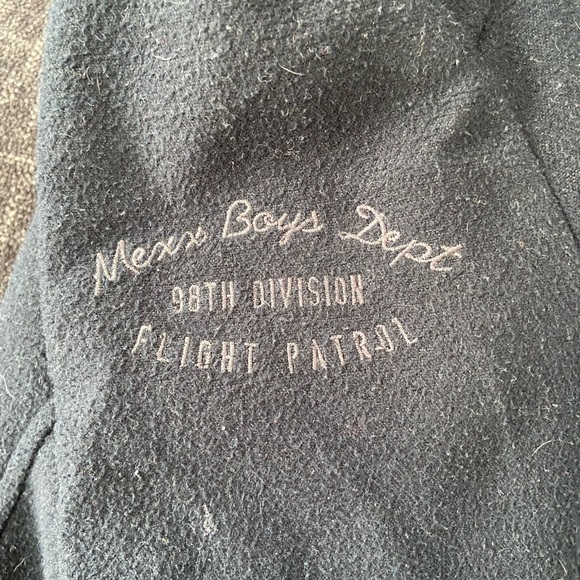 Mexx Boys Dept
98TH DIVISION
FLIGHT PATROL